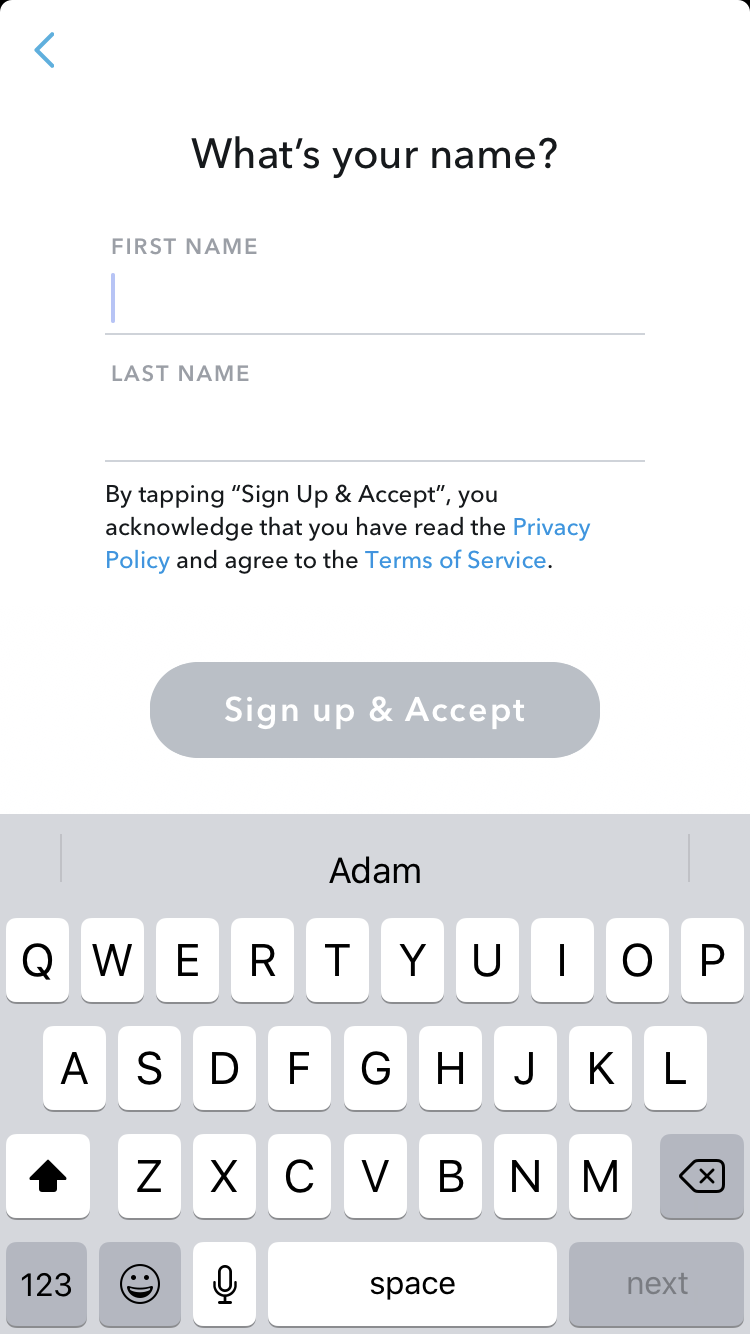 What's your name?
FIRST NAME
LAST NAME
By tapping “Sign Up & Accept”, you
acknowledge that you have read the Privacy
Policy and agree to the Terms of Service.
Sign up & Accept
Adam
Q W E R T Y U I O P
A S D F G H J K L
Z X C V B N M
123 space next